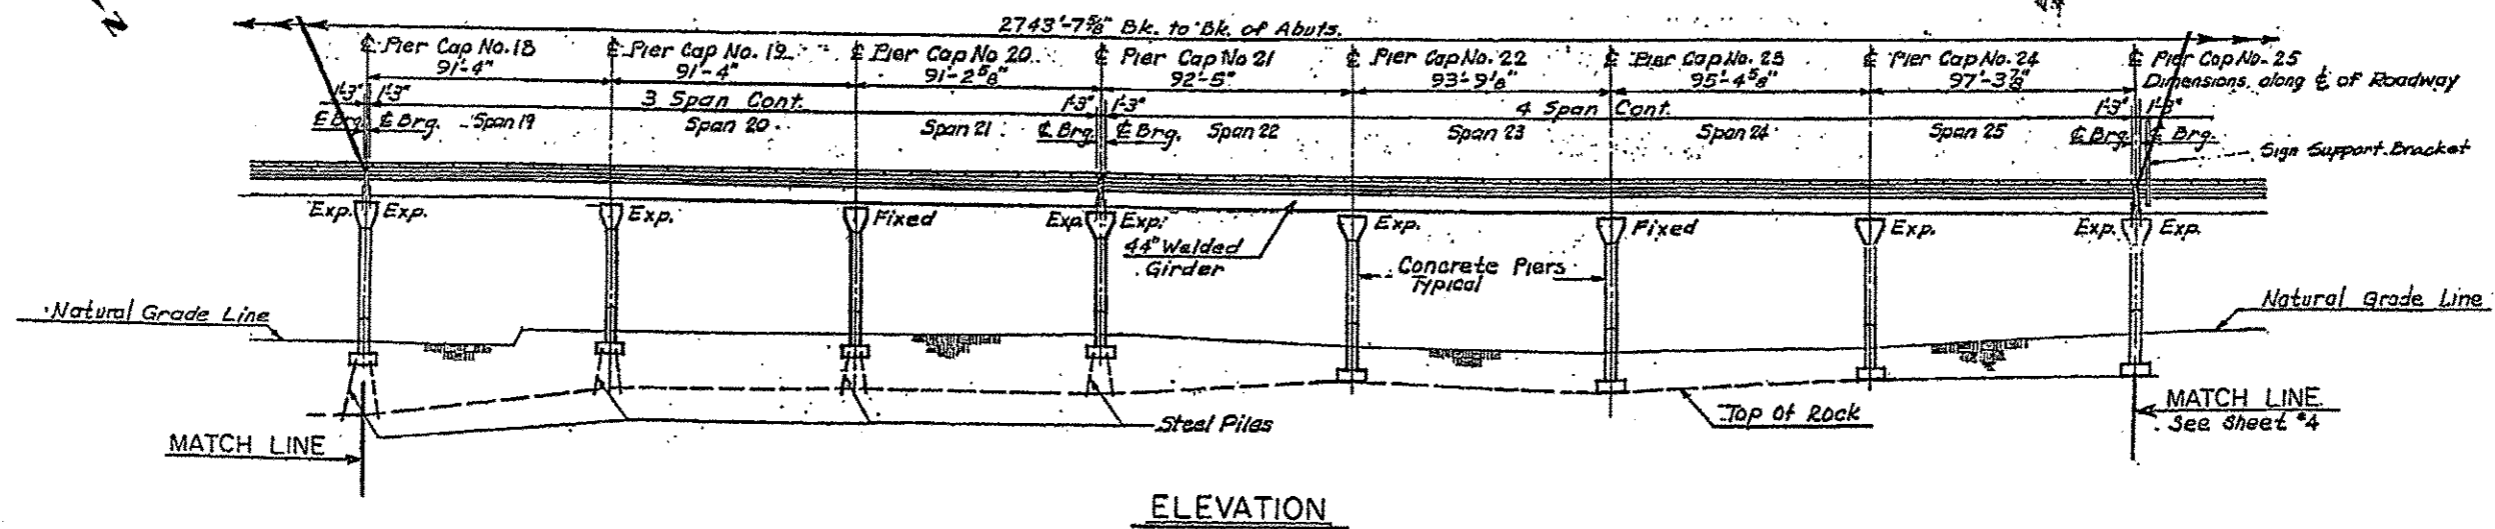 N
2743'-7⅝" Bk. to Bk. of Abuts.
℄ Pier Cap No. 18
℄ Pier Cap No. 19
℄ Pier Cap No 20
℄ Pier Cap No 21
℄ Pier Cap No. 22
℄ Pier Cap No. 23
℄ Pier Cap No. 24
℄ Pier Cap No. 25
91'-4"
91'-4"
91'-2⅝"
92'-5"
93'-9⅛"
95'-4⅝"
97'-3⅞"
Dimensions along ℄ of Roadway
1'-3" 1'-3"
3 Span Cont.
1'-3" 1'-3"
4 Span Cont.
1'-3" 1'-3"
℄ Brg. ℄ Brg. Span 19
Span 20
Span 21
℄ Brg. ℄ Brg. Span 22
Span 23
Span 24
Span 25
℄ Brg. ℄ Brg.
Sign Support Bracket
Exp. Exp.
Exp.
Fixed
Exp. Exp.
Exp.
Fixed
Exp.
Exp. Exp.
44" Welded
Girder
Concrete Piers
Typical
Natural Grade Line
Natural Grade Line
Steel Piles
Top Of Rock
MATCH LINE
MATCH LINE
See Sheet #4
ELEVATION